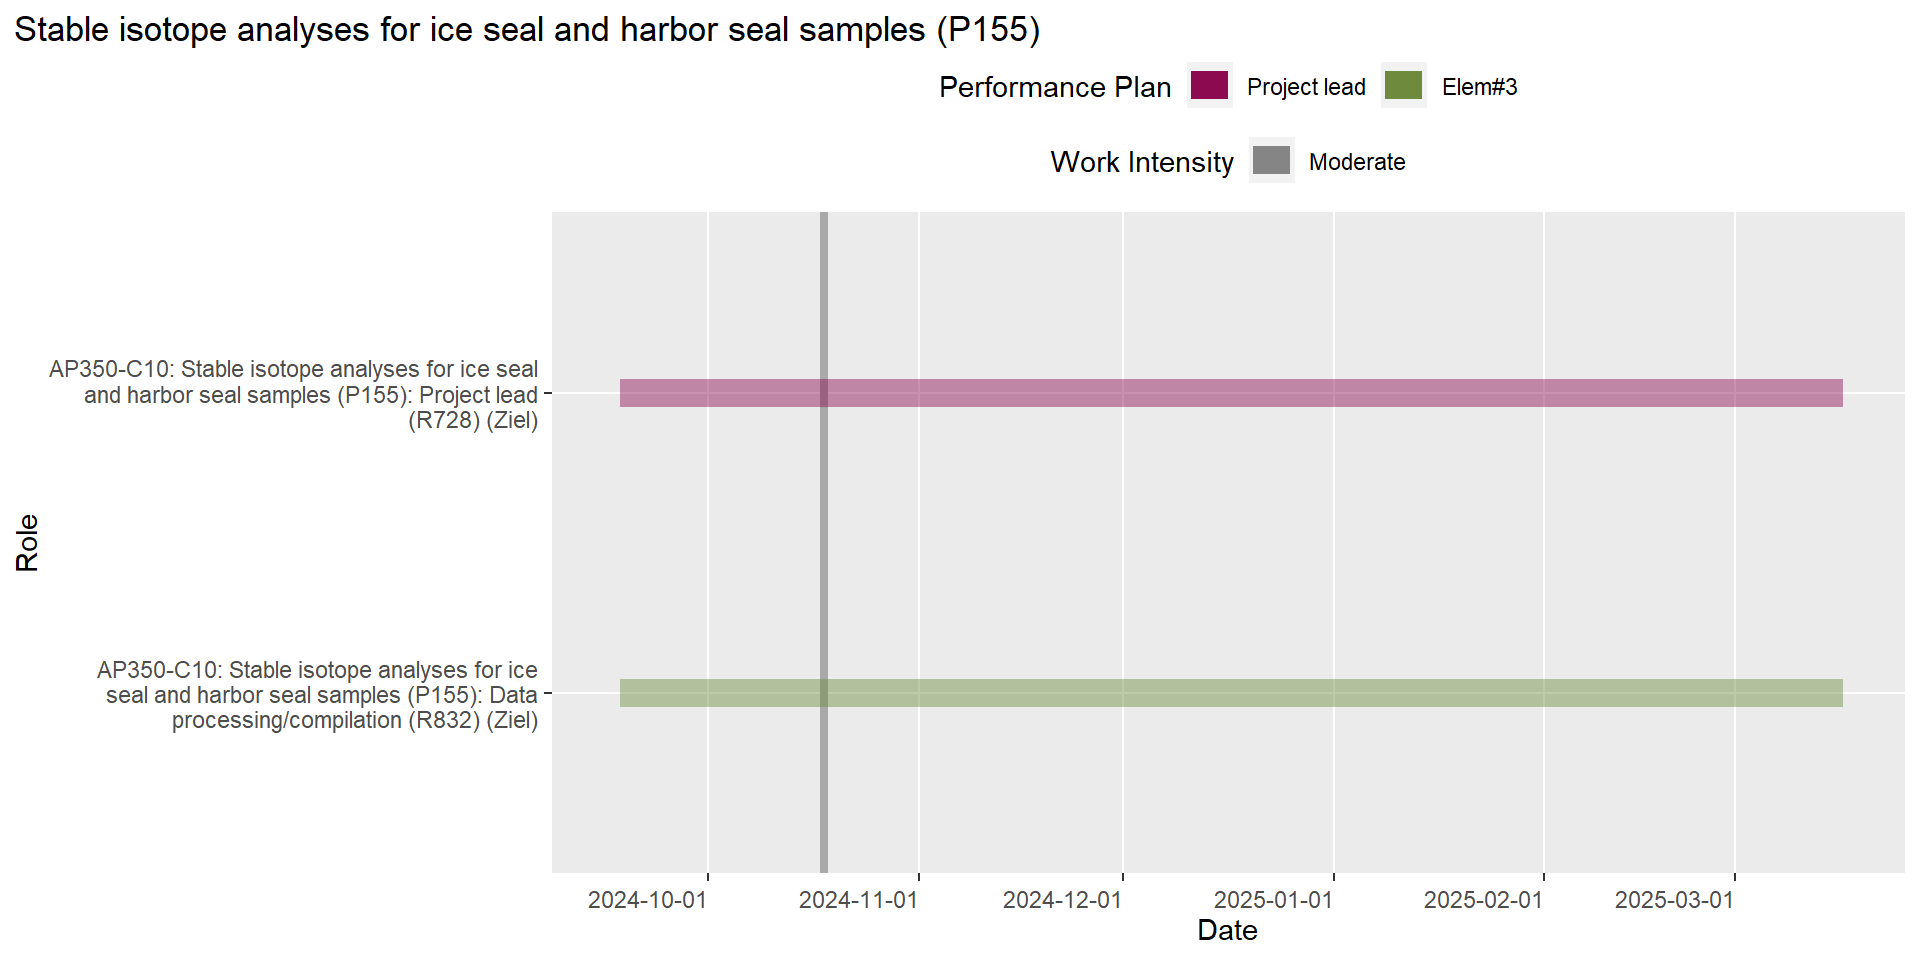 Stable isotope analyses for ice seal and harbor seal samples (P155)
Performance Plan Project lead Elem#3
Work Intensity Moderate
AP350-C10: Stable isotope analyses for ice seal
and harbor seal samples (P155): Project lead
(R728) (Ziel)
Role
AP350-C10: Stable isotope analyses for ice
seal and harbor seal samples (P155): Data
processing/compilation (R832) (Ziel)
2024-10-01 2024-11-01 2024-12-01 2025-01-01 2025-02-01 2025-03-01
Date